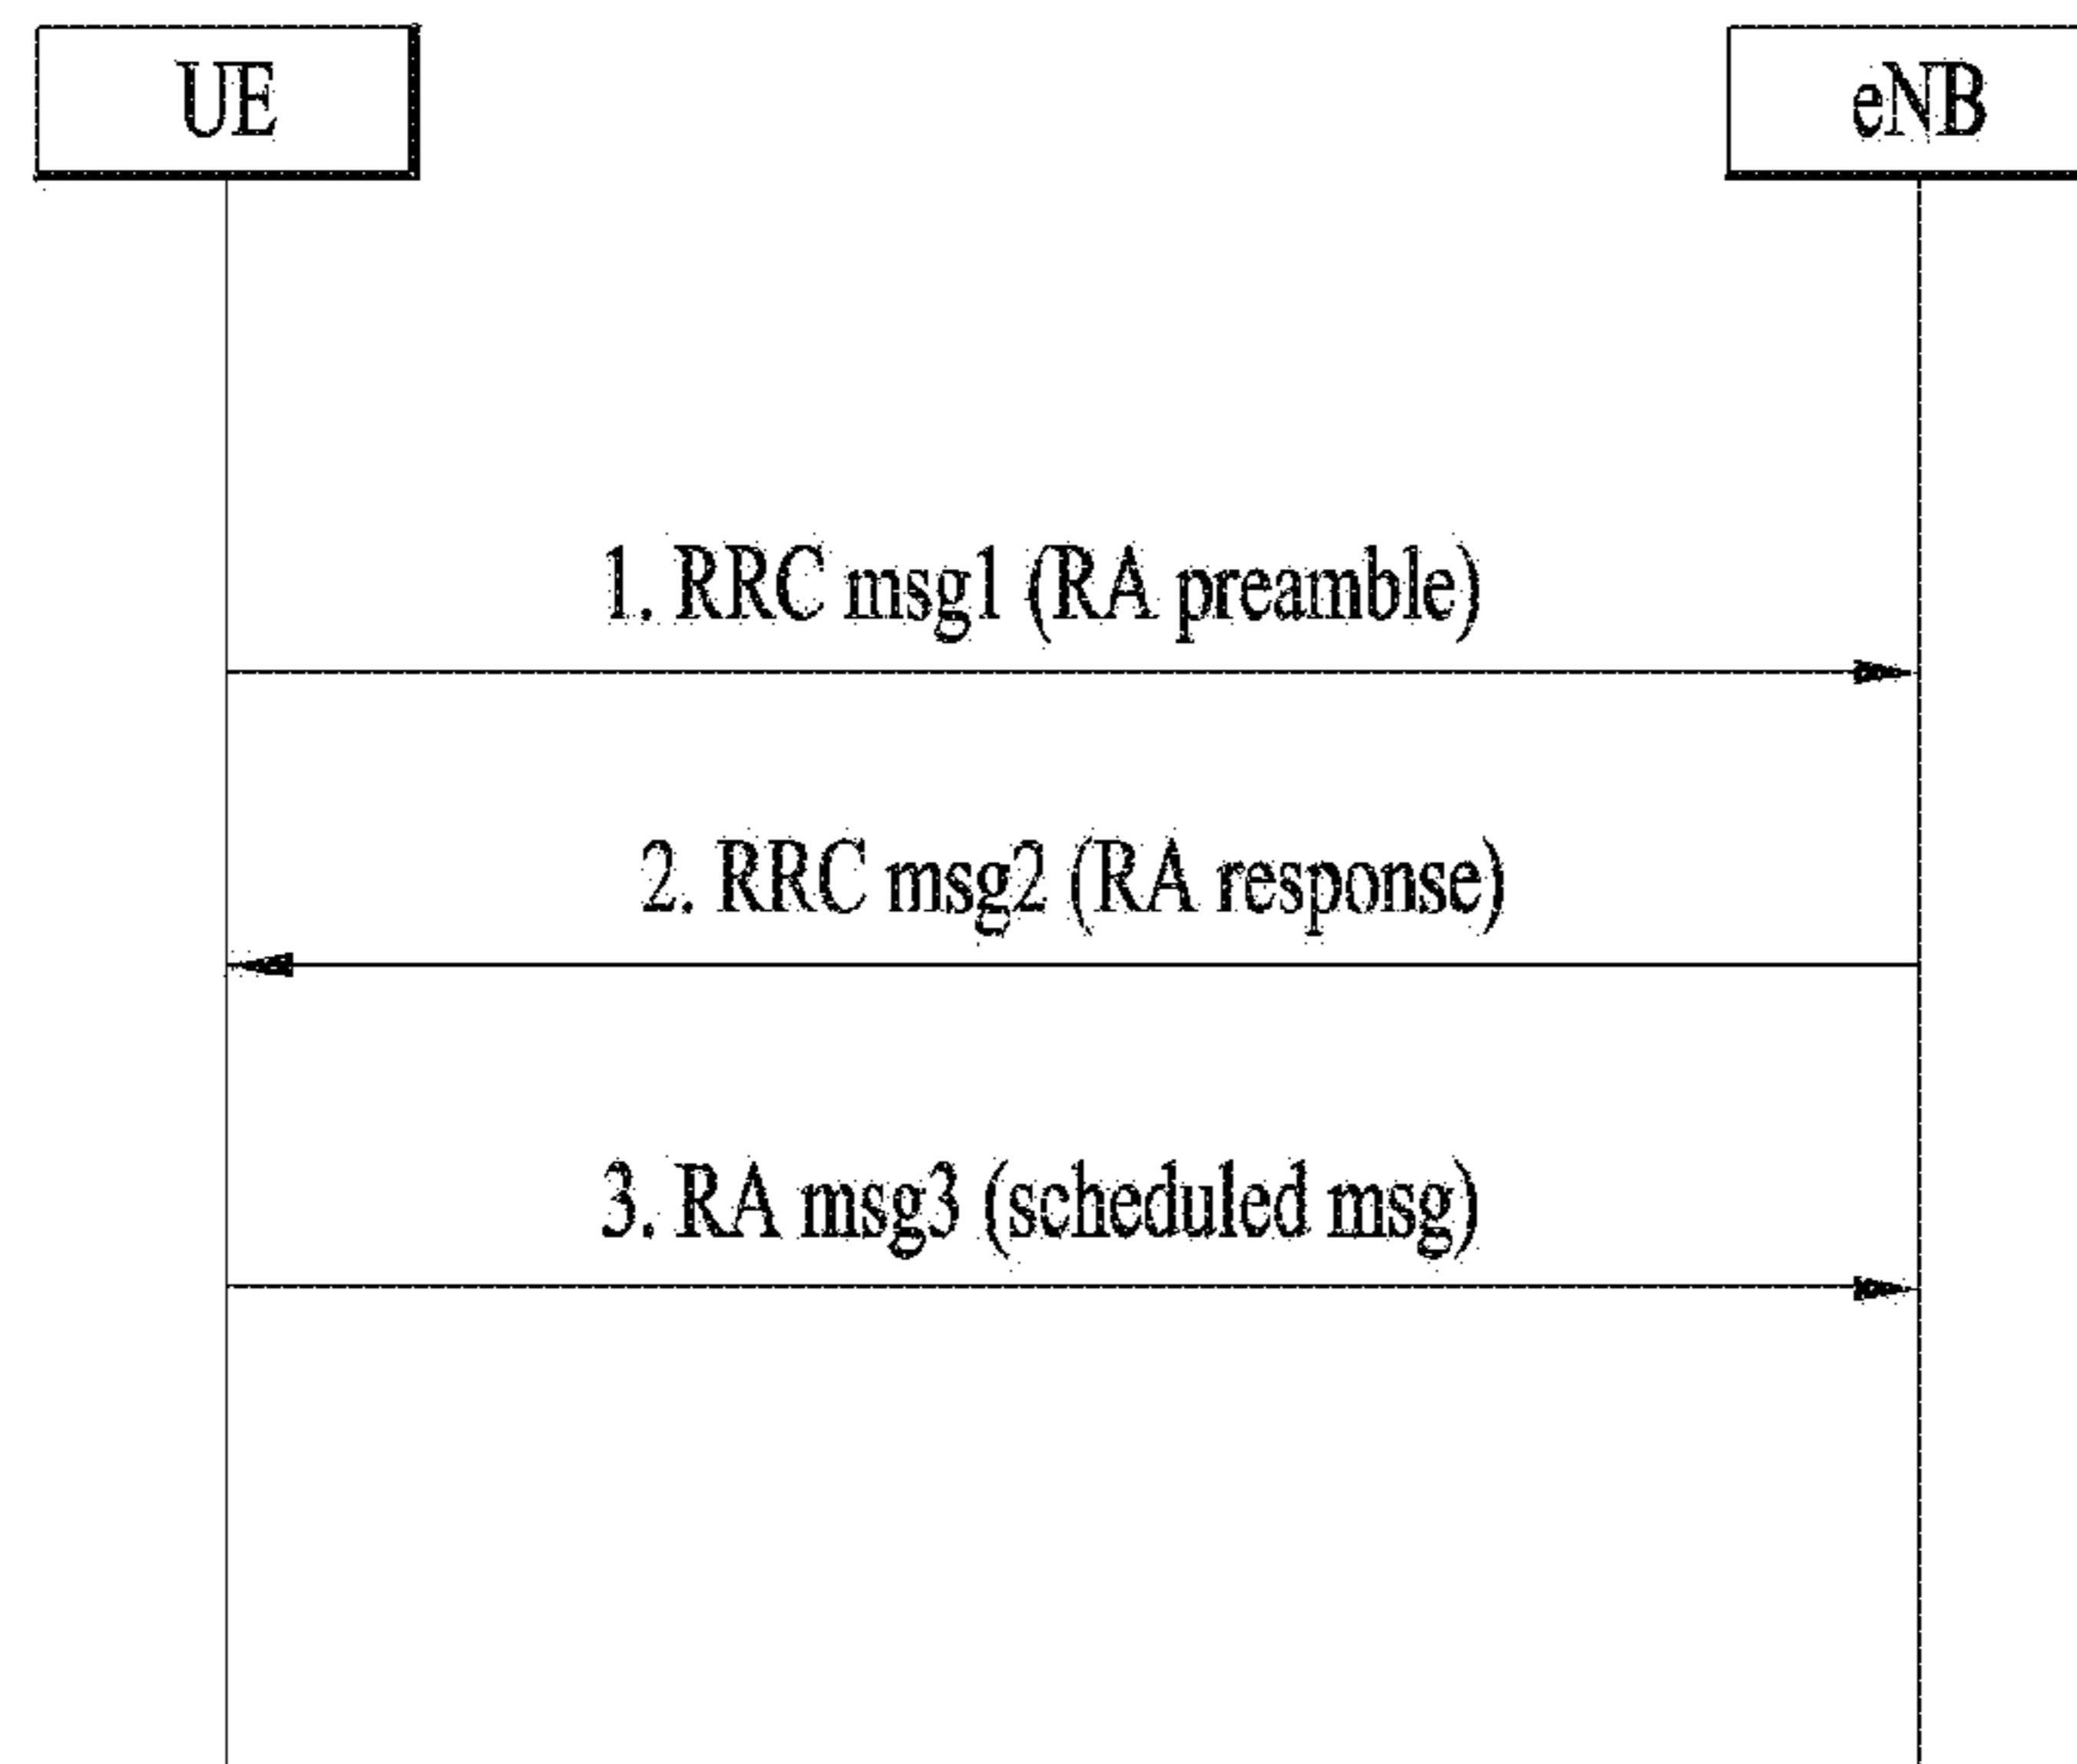 UE
eNB
1. RRC msg1 (RA preamble)
2. RRC msg2 (RA response)
3. RA msg3 (scheduled msg)